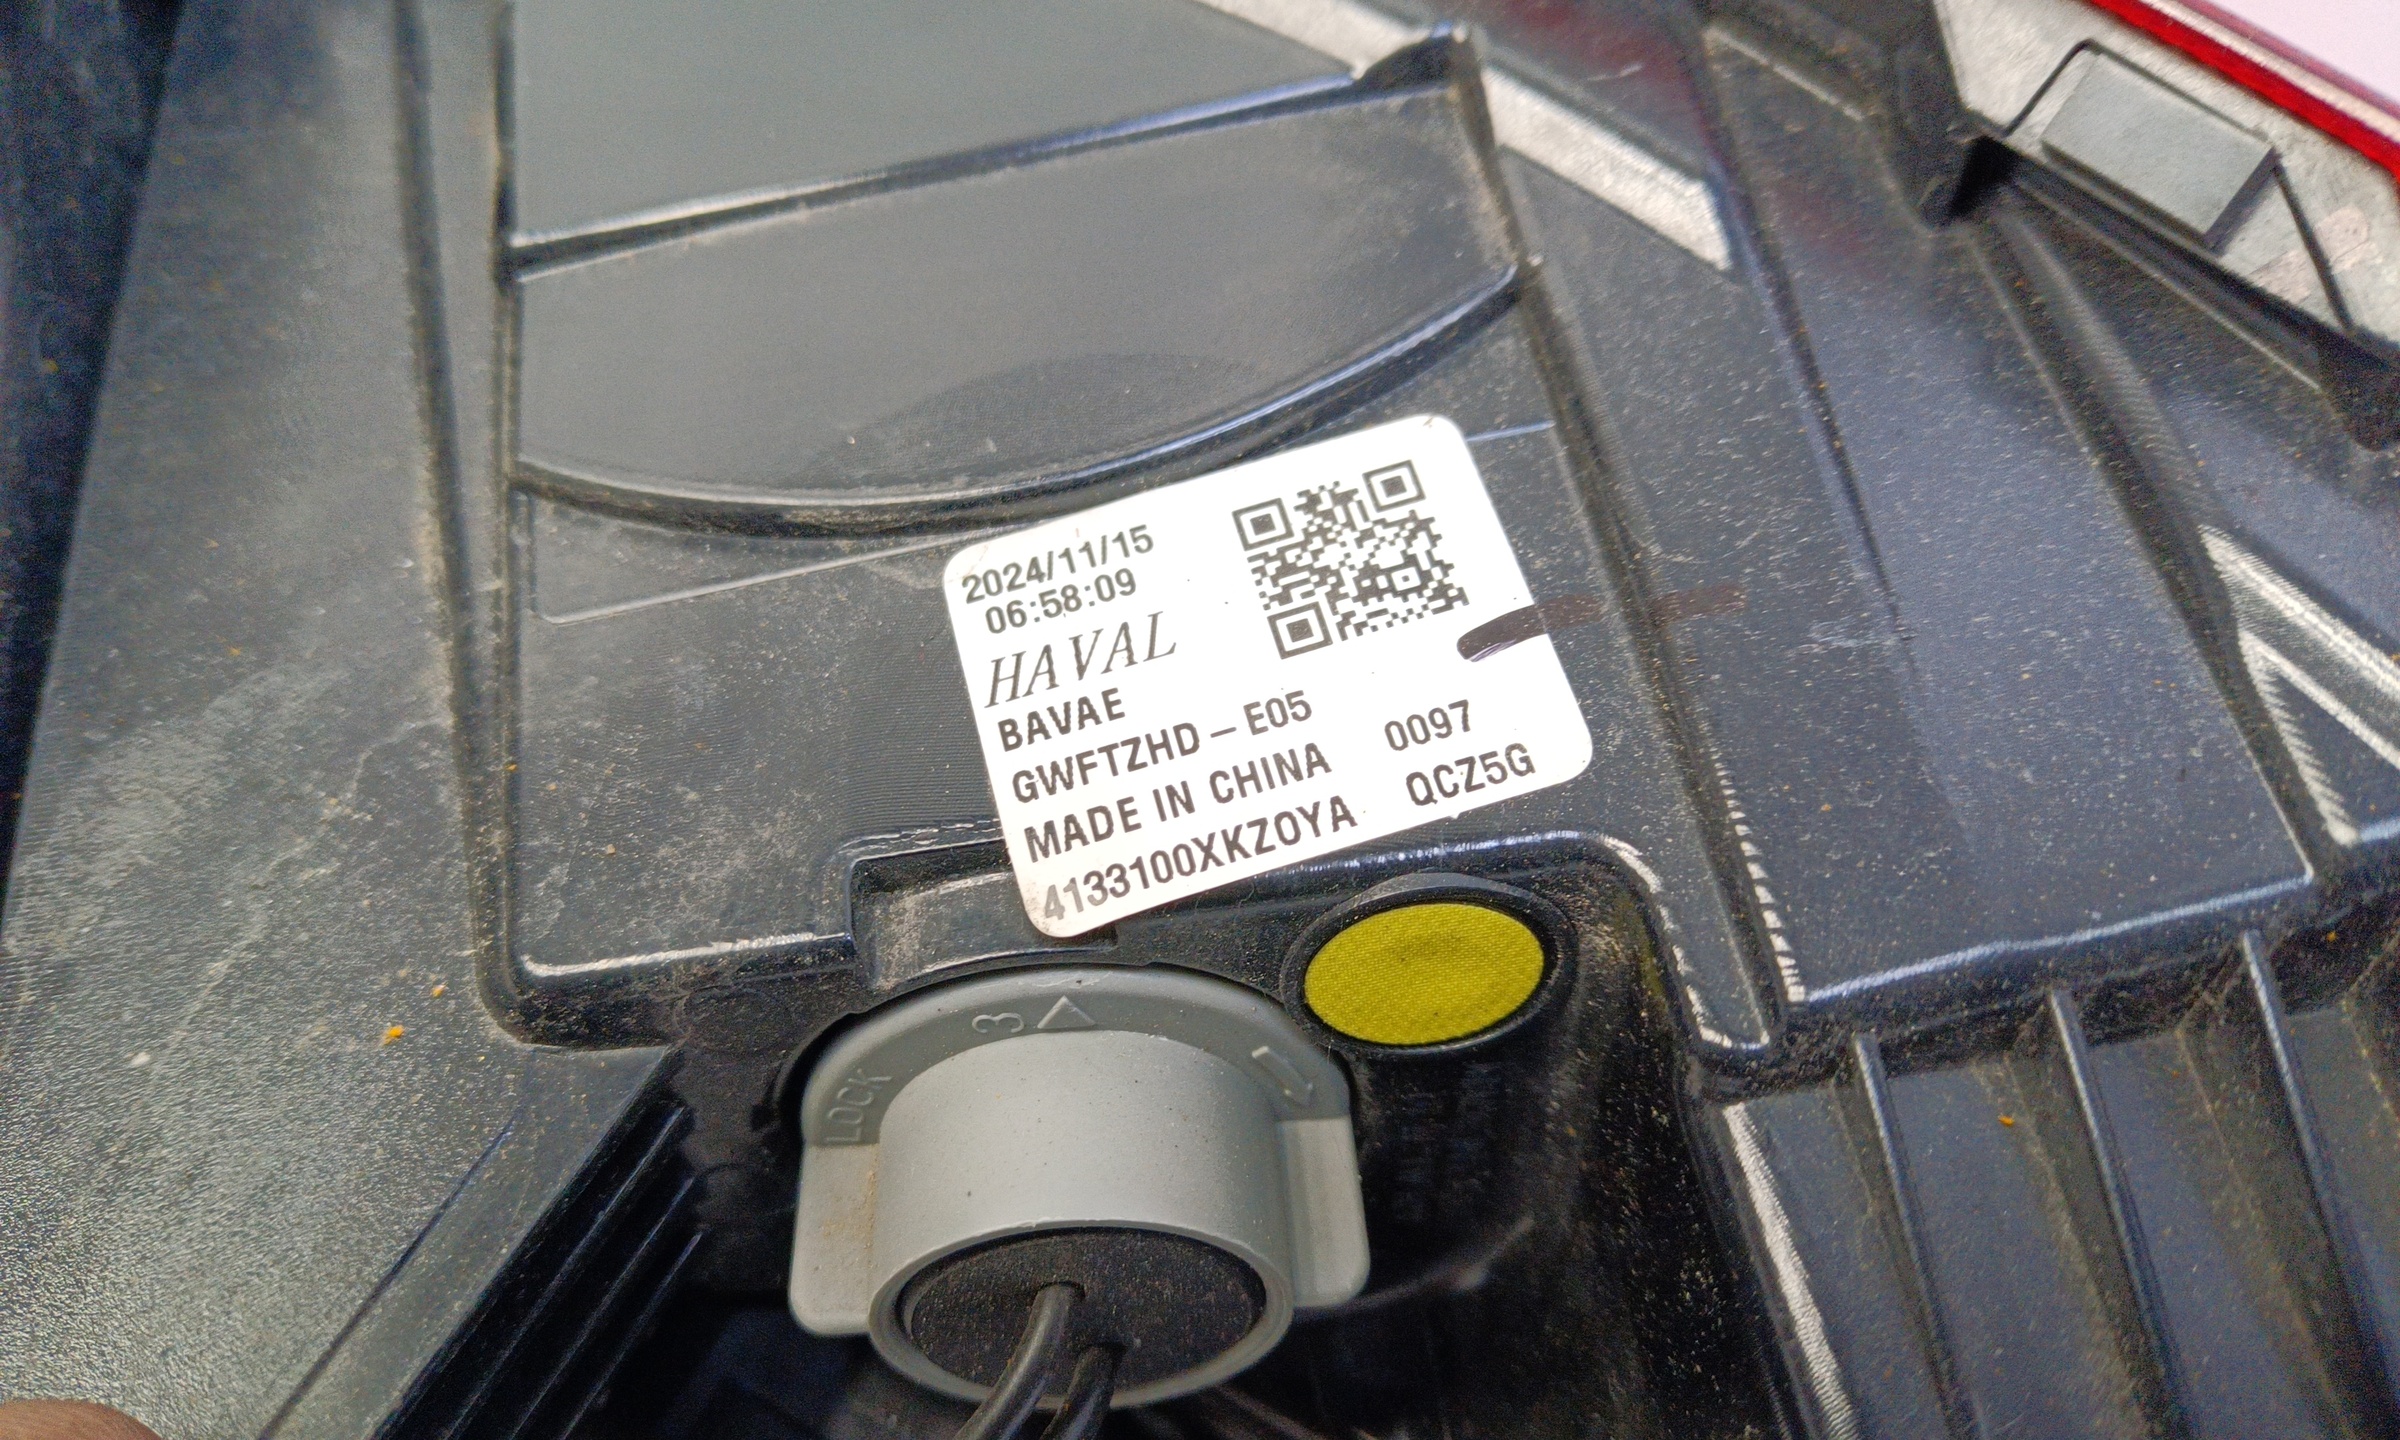 2024/11/15
06:58:09
HAVAL
BAVAE
GWFTZHD-E05 0097
MADE IN CHINA QCZ5G
4133100XKZ0YA
3
LOCK